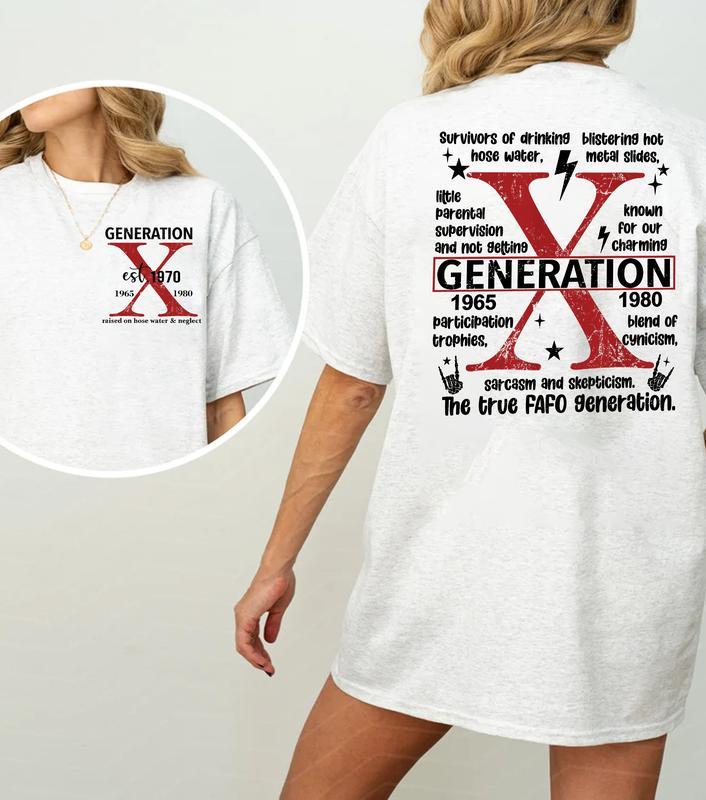 GENERATION
X
est. 1970
1965 1980
raised on hose water & neglect
Survivors of drinking blistering hot
hose water, metal slides,
little
parental
supervision
and not getting
known
for our
charming
X
GENERATION
1965 1980
participation
trophies,
blend of
cynicism,
sarcasm and skepticism.
The true FAFO generation.